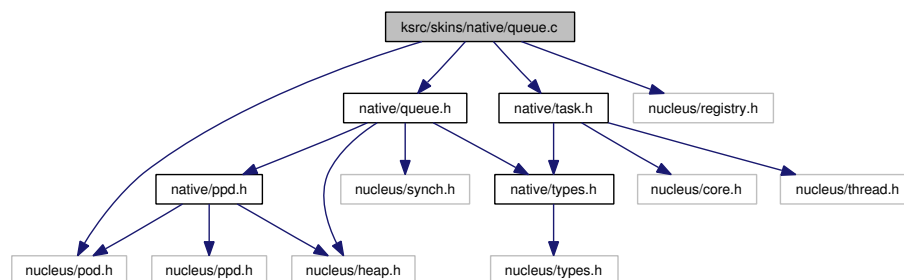 ksrc/skins/native/queue.c
native/queue.h
native/task.h
nucleus/registry.h
native/ppd.h
nucleus/synch.h
native/types.h
nucleus/core.h
nucleus/thread.h
nucleus/pod.h
nucleus/ppd.h
nucleus/heap.h
nucleus/types.h